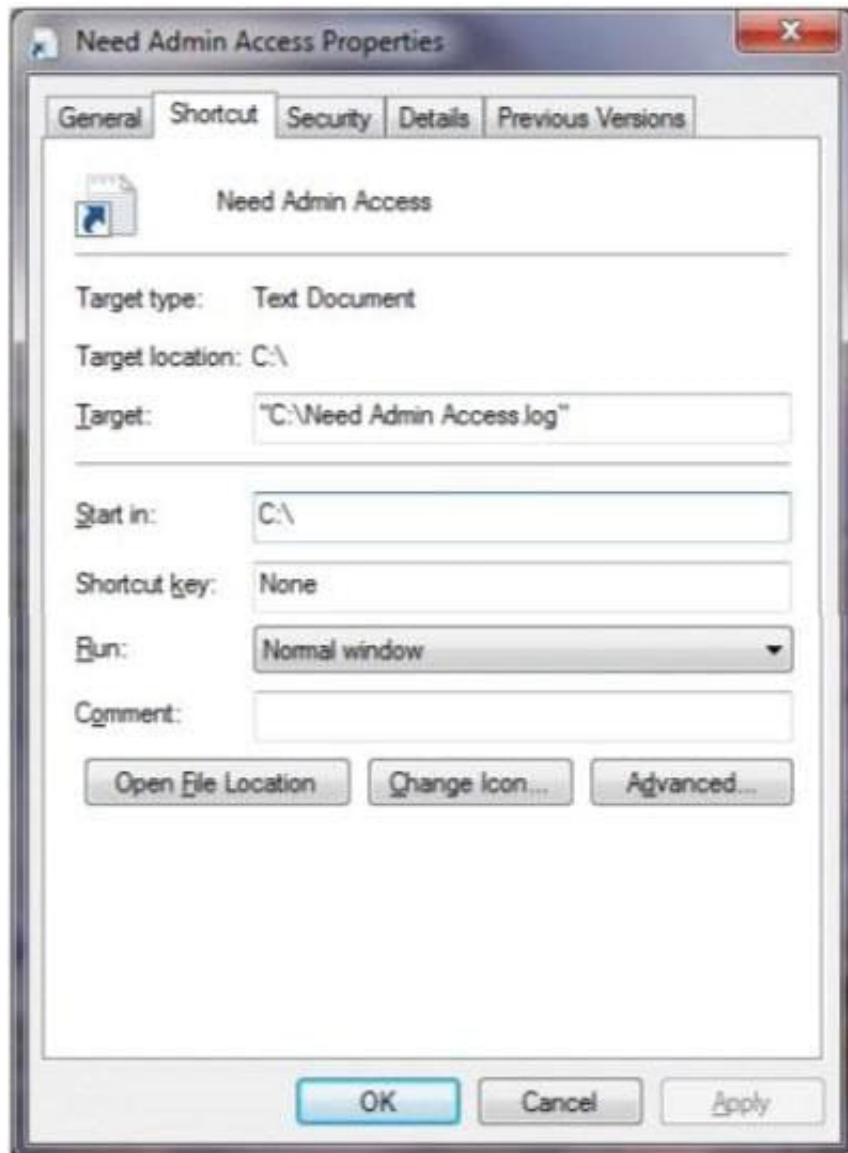 Need Admin Access Properties
General Shortcut Security Details Previous Versions
Need Admin Access
Target type: Text Document
Target location: C:\
Target: "C:\Need Admin Access.log"
Start in: C:\
Shortcut key: None
Run: Normal window
Comment:
Open File Location Change Icon... Advanced...
OK Cancel Apply